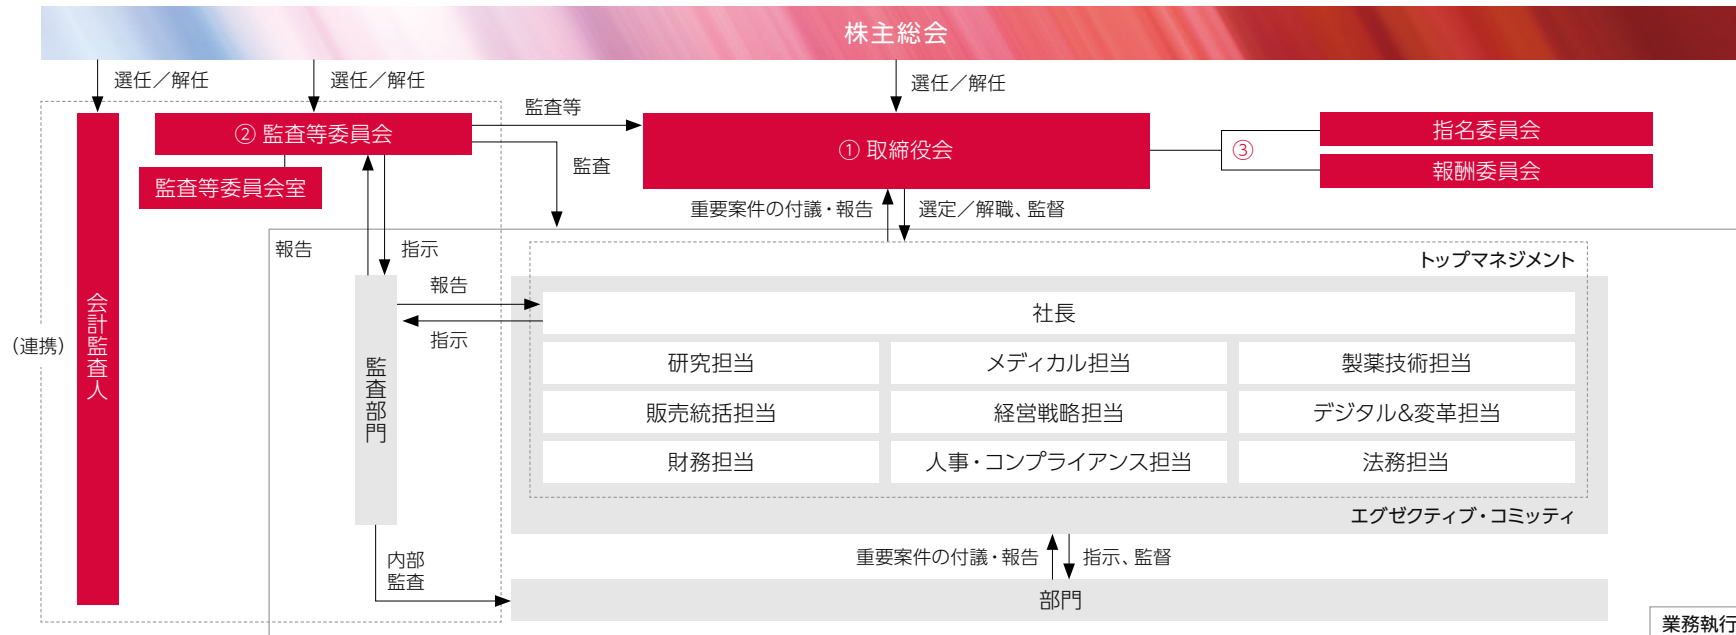 株主総会
選任／解任
選任／解任
選任／解任
監査等
② 監査等委員会
① 取締役会
③
指名委員会
報酬委員会
監査
監査等委員会室
重要案件の付議・報告
選定／解職、監督
報告
指示
トップマネジメント
報告
社長
指示
(連携)
会計監査人
監査部門
研究担当
メディカル担当
製薬技術担当
販売統括担当
経営戦略担当
デジタル&変革担当
財務担当
人事・コンプライアンス担当
法務担当
エグゼクティブ・コミッティ
内部
監査
重要案件の付議・報告
指示、監督
部門
業務執行